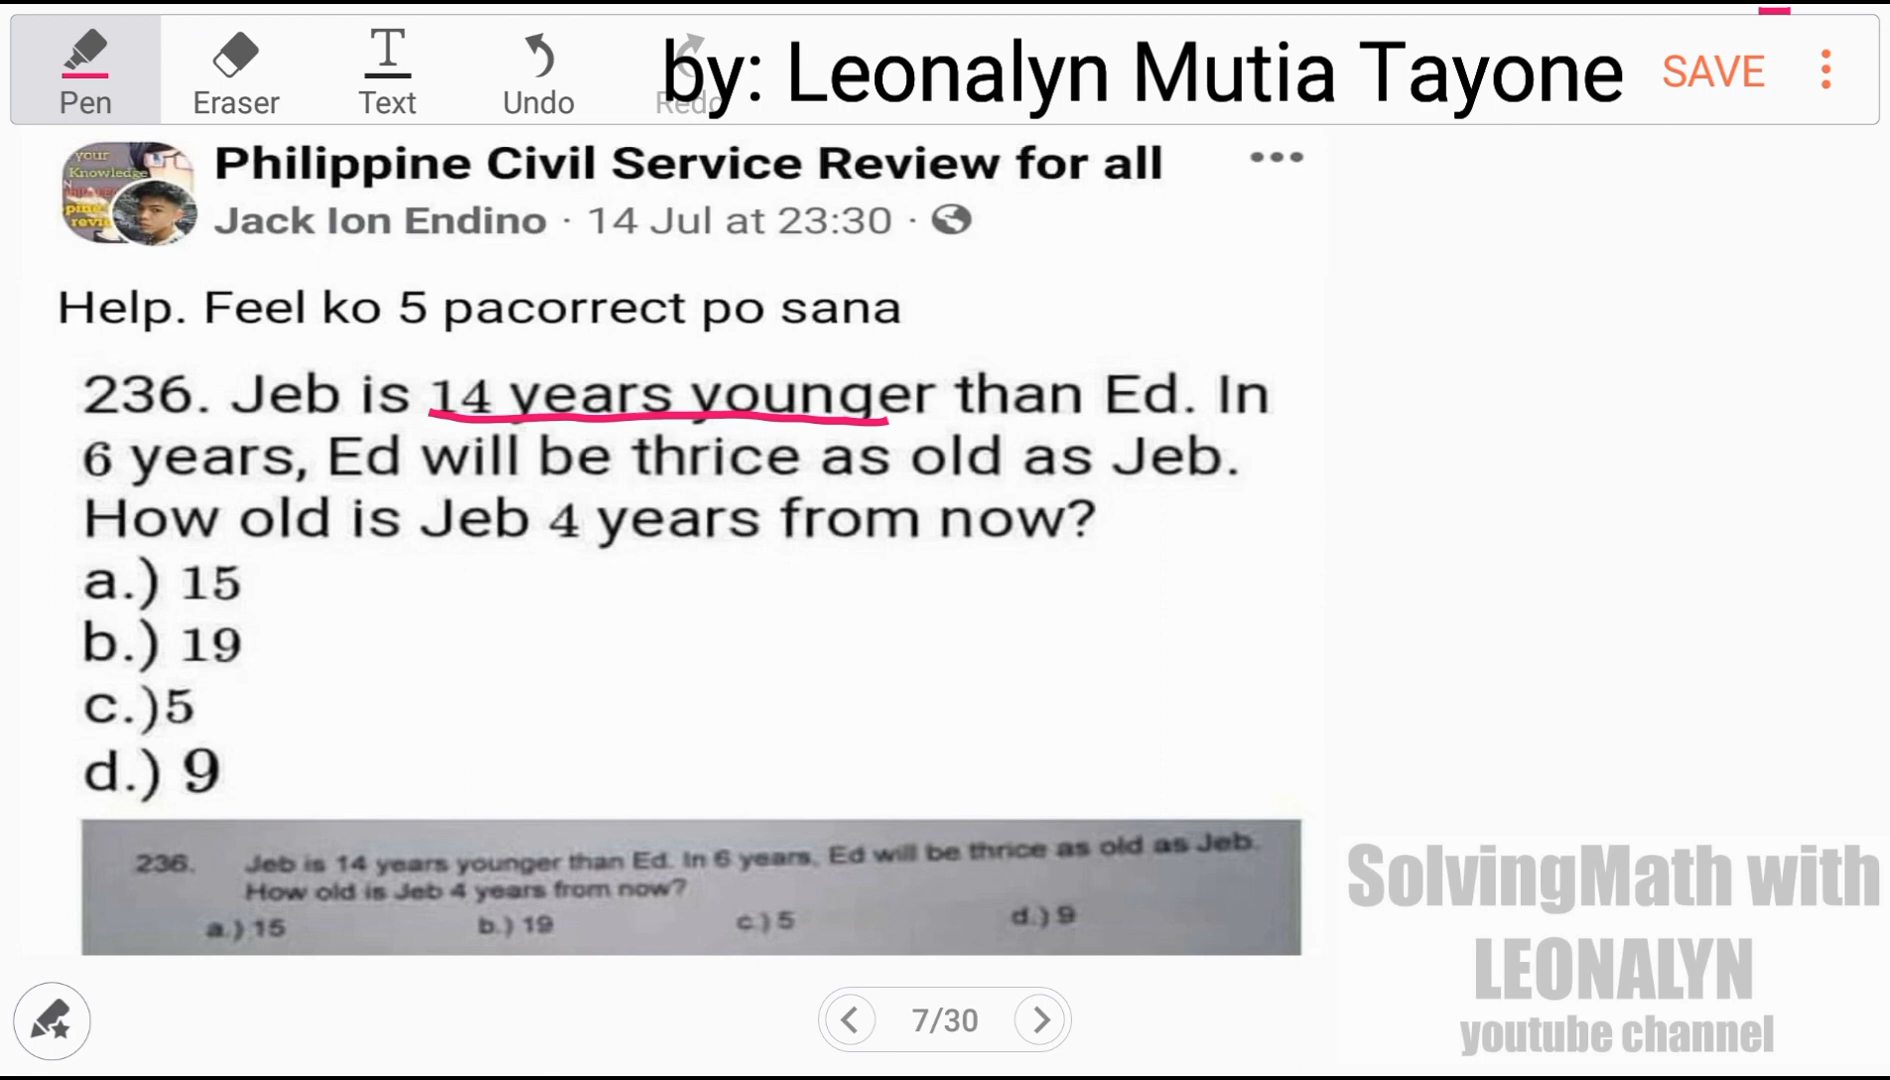 Pen
Eraser
Text
Undo
Redo
by: Leonalyn Mutia Tayone
SAVE
your
Knowledge
Philippine Civil Service Review for all
Jack Ion Endino · 14 Jul at 23:30 ·
Help. Feel ko 5 pacorrect po sana
236. Jeb is 14 years younger than Ed. In
6 years, Ed will be thrice as old as Jeb.
How old is Jeb 4 years from now?
a.) 15
b.) 19
c.)5
d.) 9
236. Jeb is 14 years younger than Ed. In 6 years, Ed will be thrice as old as Jeb.
How old is Jeb 4 years from now?
a.) 15 b.) 19 c.) 5 d.) 9
7/30
SolvingMath with
LEONALYN
youtube channel